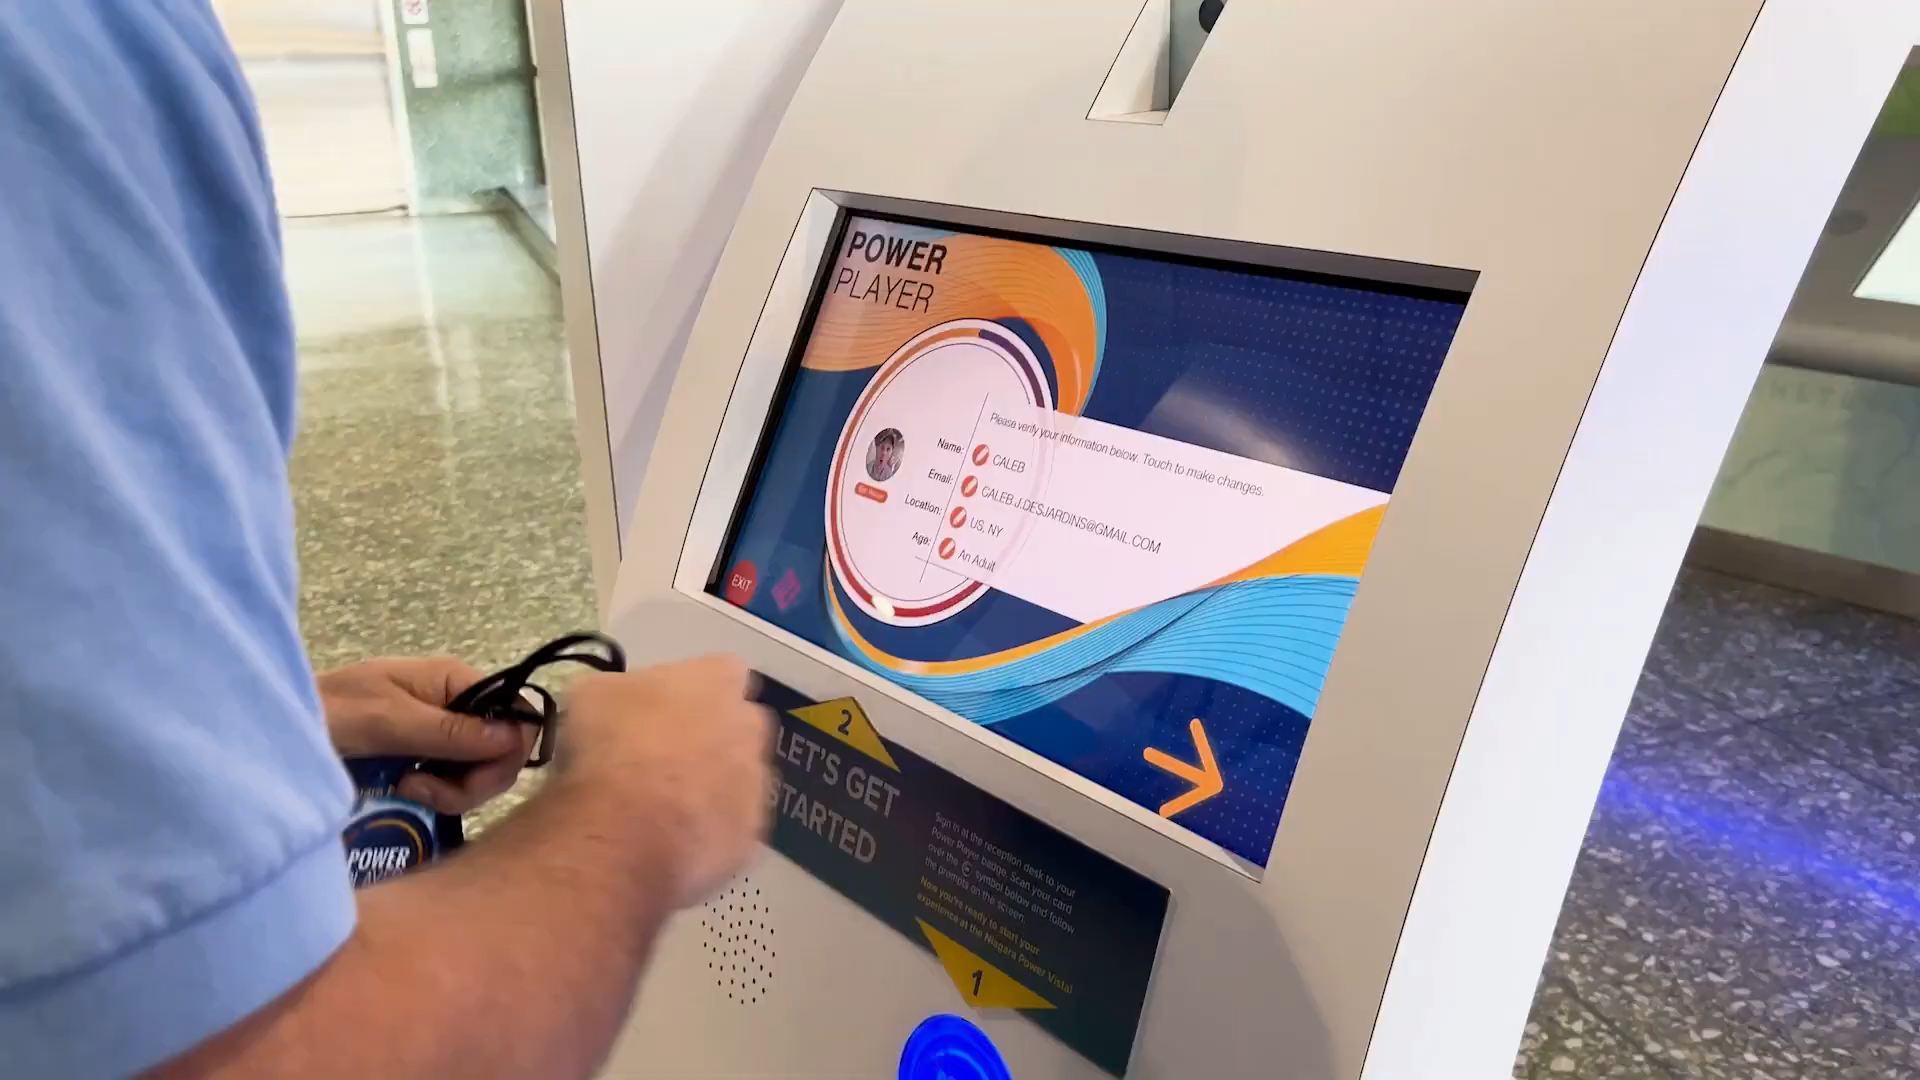 POWER
PLAYER
Please verify your information below. Touch to make changes.
Name: CALEB
Email: CALEB.J.DESJARDINS@GMAIL.COM
Location: US, NY
Age: An Adult
EXIT
2
LET'S GET
STARTED
Sign in at the reception desk to your
Power Player badge. Scan your card
over the symbol below and follow
the prompts on the screen.
Now you're ready to start your
experience at the Niagara Power Vista!
1
POWER